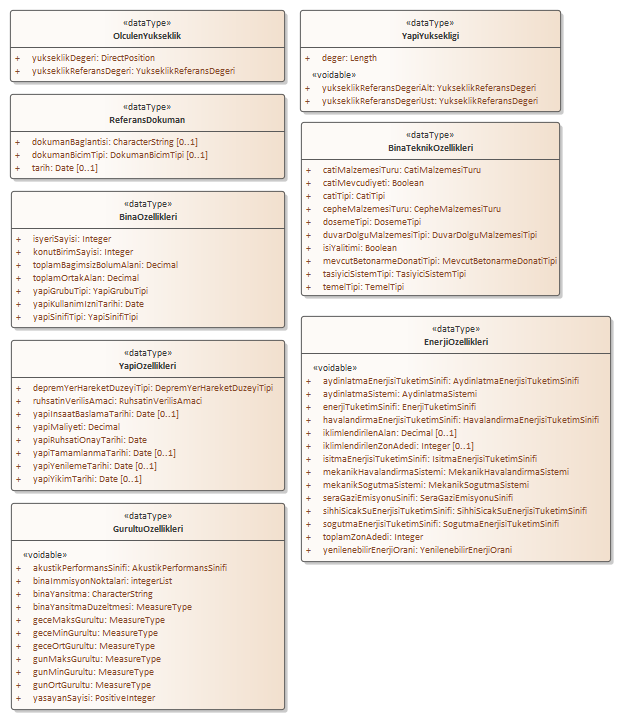 «dataType»
OlculenYukseklik
+ yukseklikDegeri: DirectPosition
+ yukseklikReferansDegeri: YukseklikReferansDegeri
«dataType»
ReferansDokuman
+ dokumanBaglantisi: CharacterString [0..1]
+ dokumanBicimTipi: DokumanBicimTipi [0..1]
+ tarih: Date [0..1]
«dataType»
BinaOzellikleri
+ isyeriSayisi: Integer
+ konutBirimSayisi: Integer
+ toplamBagimsizBolumAlani: Decimal
+ toplamOrtakAlan: Decimal
+ yapiGrubuTipi: YapiGrubuTipi
+ yapiKullanimIzniTarihi: Date
+ yapiSinifiTipi: YapiSinifiTipi
«dataType»
YapiOzellikleri
+ depremYerHareketDuzeyiTipi: DepremYerHareketDuzeyiTipi
+ ruhsatinVerilisAmaci: RuhsatinVerilisAmaci
+ yapiInsaatBaslamaTarihi: Date [0..1]
+ yapiMaliyeti: Decimal
+ yapiRuhsatiOnayTarihi: Date
+ yapiTamamlanmaTarihi: Date [0..1]
+ yapiYenilemeTarihi: Date [0..1]
+ yapiYikimTarihi: Date [0..1]
«dataType»
GurultuOzellikleri
«voidable»
+ akustikPerformansSinifi: AkustikPerformansSinifi
+ binaImmisyonNoktalari: integerList
+ binaYansitma: CharacterString
+ binaYansitmaDuzeltmesi: MeasureType
+ geceMaksGurultu: MeasureType
+ geceMinGurultu: MeasureType
+ geceOrtGurultu: MeasureType
+ gunMaksGurultu: MeasureType
+ gunMinGurultu: MeasureType
+ gunOrtGurultu: MeasureType
+ yasayanSayisi: PositiveInteger
«dataType»
YapiYuksekligi
+ deger: Length
«voidable»
+ yukseklikReferansDegeriAlt: YukseklikReferansDegeri
+ yukseklikReferansDegeriUst: YukseklikReferansDegeri
«dataType»
BinaTeknikOzellikleri
+ catiMalzemesiTuru: CatiMalzemesiTuru
+ catiMevcudiyeti: Boolean
+ catiTipi: CatiTipi
+ cepheMalzemesiTuru: CepheMalzemesiTuru
+ dosemeTipi: DosemeTipi
+ duvarDolguMalzemesiTipi: DuvarDolguMalzemesiTipi
+ isiYalitimi: Boolean
+ mevcutBetonarmeDonatiTipi: MevcutBetonarmeDonatiTipi
+ tasiyiciSistemTipi: TasiyiciSistemTipi
+ temelTipi: TemelTipi
«dataType»
EnerjiOzellikleri
«voidable»
+ aydinlatmaEnerjisiTuketimSinifi: AydinlatmaEnerjisiTuketimSinifi
+ aydinlatmaSistemi: AydinlatmaSistemi
+ enerjiTuketimSinifi: EnerjiTuketimSinifi
+ havalandirmaEnerjisiTuketimSinifi: HavalandirmaEnerjisiTuketimSinifi
+ iklimlendirilenAlan: Decimal [0..1]
+ iklimlendirilenZonAdedi: Integer [0..1]
+ isitmaEnerjisiTuketimSinifi: IsitmaEnerjisiTuketimSinifi
+ mekanikHavalandirmaSistemi: MekanikHavalandirmaSistemi
+ mekanikSogutmaSistemi: MekanikSogutmaSistemi
+ seraGaziEmisyonuSinifi: SeraGaziEmisyonuSinifi
+ sihhiSicakSuEnerjisiTuketimSinifi: SihhiSicakSuEnerjisiTuketimSinifi
+ sogutmaEnerjisiTuketimSinifi: SogutmaEnerjisiTuketimSinifi
+ toplamZonAdedi: Integer
+ yenilenebilirEnerjiOrani: YenilenebilirEnerjiOrani